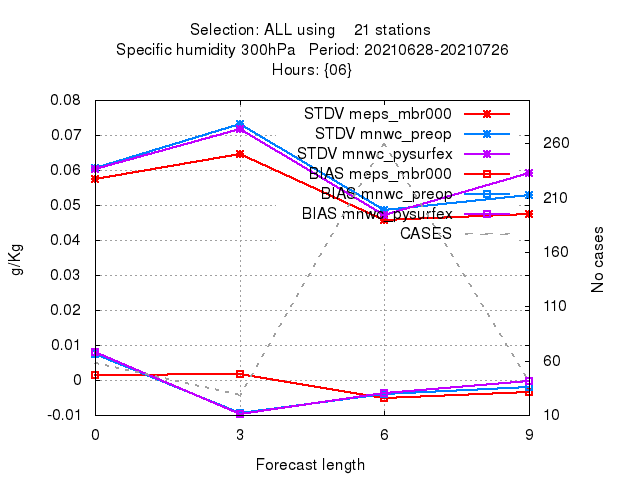 Selection: ALL using    21 stations
Specific humidity 300hPa   Period: 20210628-20210726
Hours: {06}
0.08
0.07
0.06
0.05
0.04
0.03
0.02
0.01
0
-0.01
g/Kg
STDV meps_mbr000
STDV mnwc_preop
STDV mnwc_pysurfex
BIAS meps_mbr000
BIAS mnwc_preop
BIAS mnwc_pysurfex
CASES
260
210
160
110
60
10
No cases
0 3 6 9
Forecast length